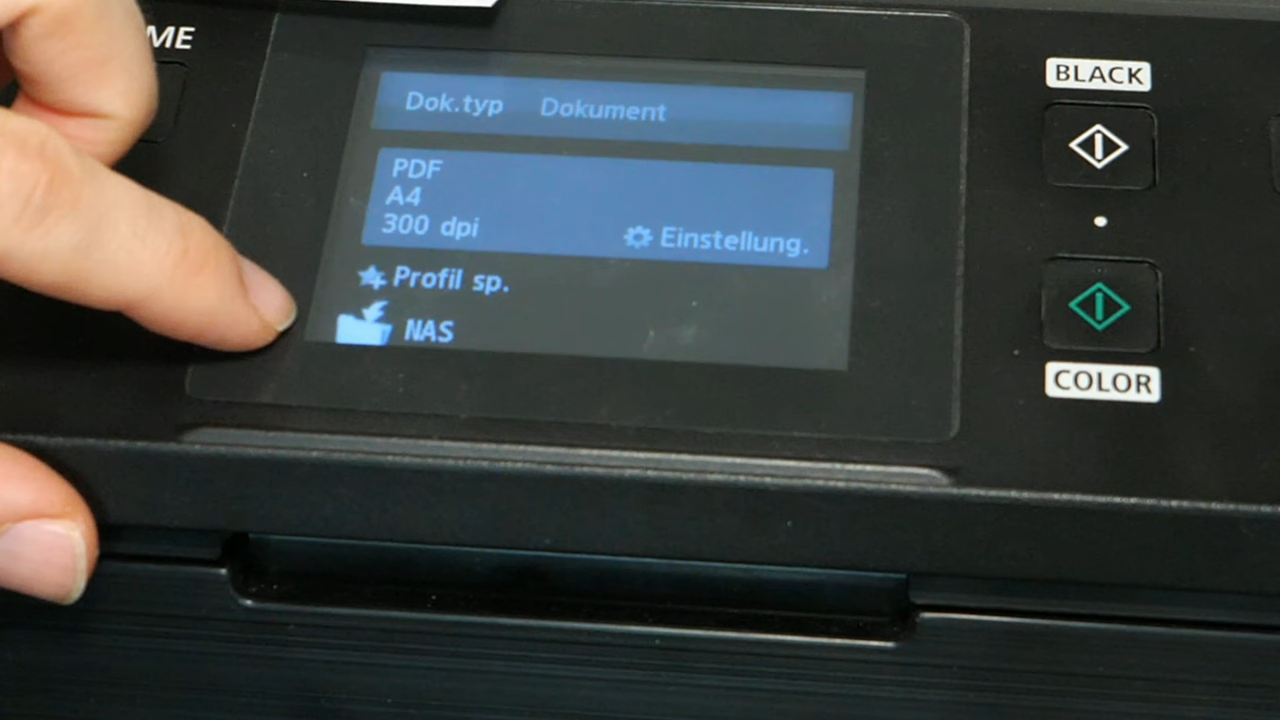 ME
Dok.typ Dokument
PDF
A4
300 dpi
Einstellung.
Profil sp.
NAS
BLACK
COLOR